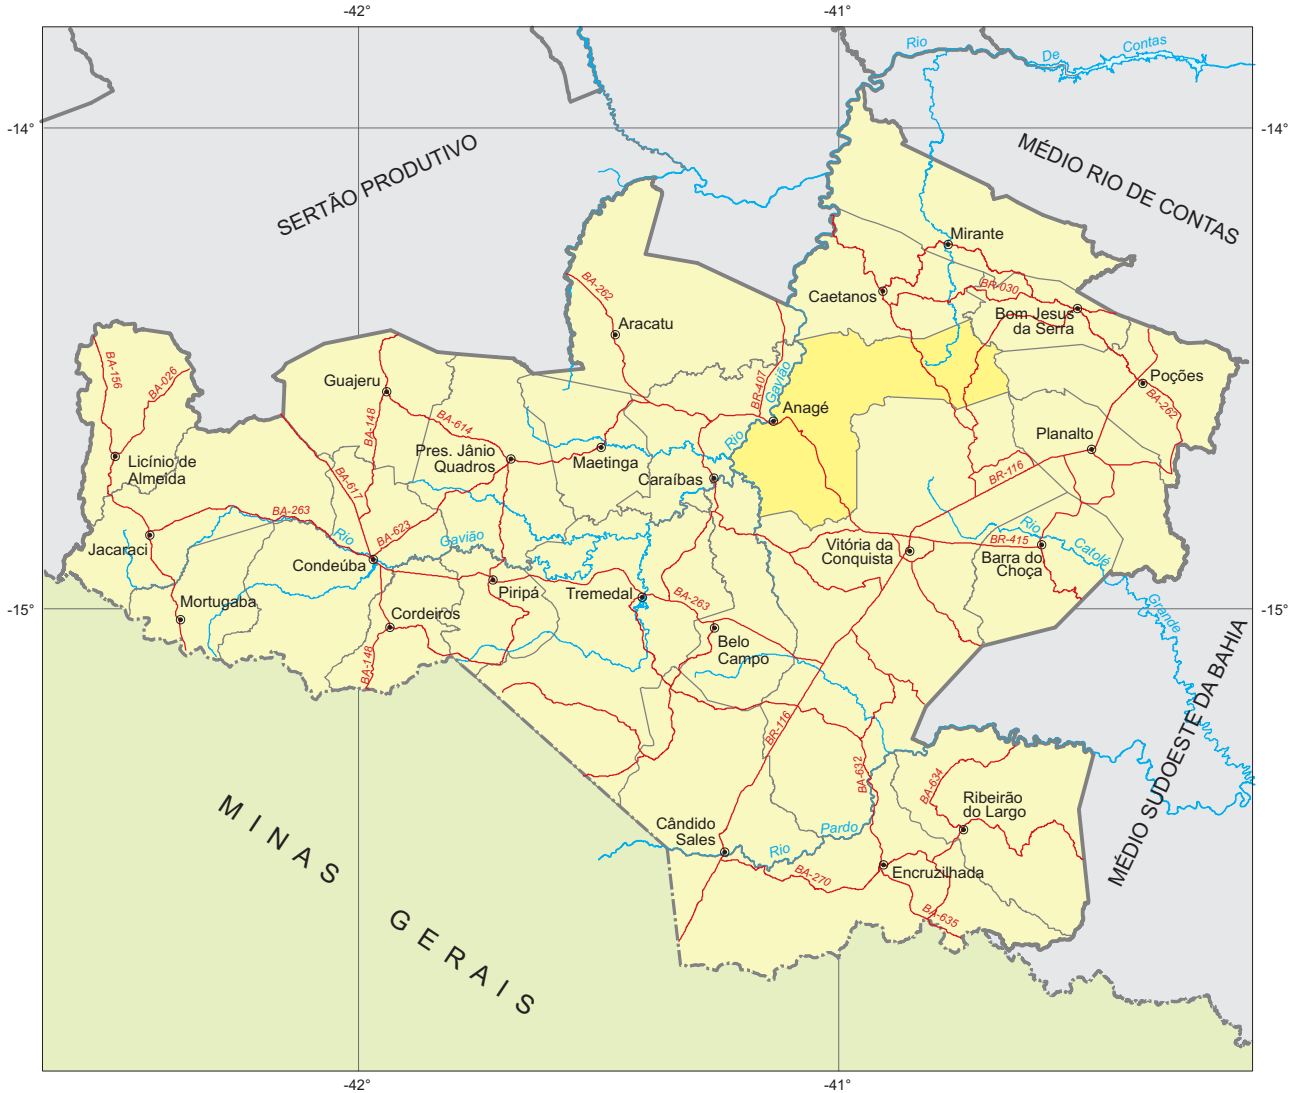 -42°
-41°
Rio
De
Contas
-14°
-14°
SERTÃO PRODUTIVO
MÉDIO RIO DE CONTAS
Mirante
BA-262
BR-030
Caetanos
Aracatu
Bom Jesus
da Serra
BA-156
BA-026
Guajeru
BR-407
Gavião
Poções
BA-262
Anagé
BA-148
BA-614
Rio
Planalto
Licínio de
Almeida
Pres. Jânio
Quadros
Maetinga
BA-617
Caraíbas
BR-116
BA-263
BA-623
Rio
Gavião
Rio
Jacaraci
Condeúba
Vitória da
Conquista
BR-415
Barra do
Choça
Catolé
Piripá
Tremedal
BA-263
Grande
-15°
-15°
Mortugaba
Cordeiros
Belo
Campo
BA-148
MÉDIO SUDOESTE DA BAHIA
BR-116
BA-632
BA-634
Ribeirão
do Largo
Cândido
Sales
Pardo
Rio
BA-270
Encruzilhada
BA-635
MINAS
GERAIS
-42°
-41°